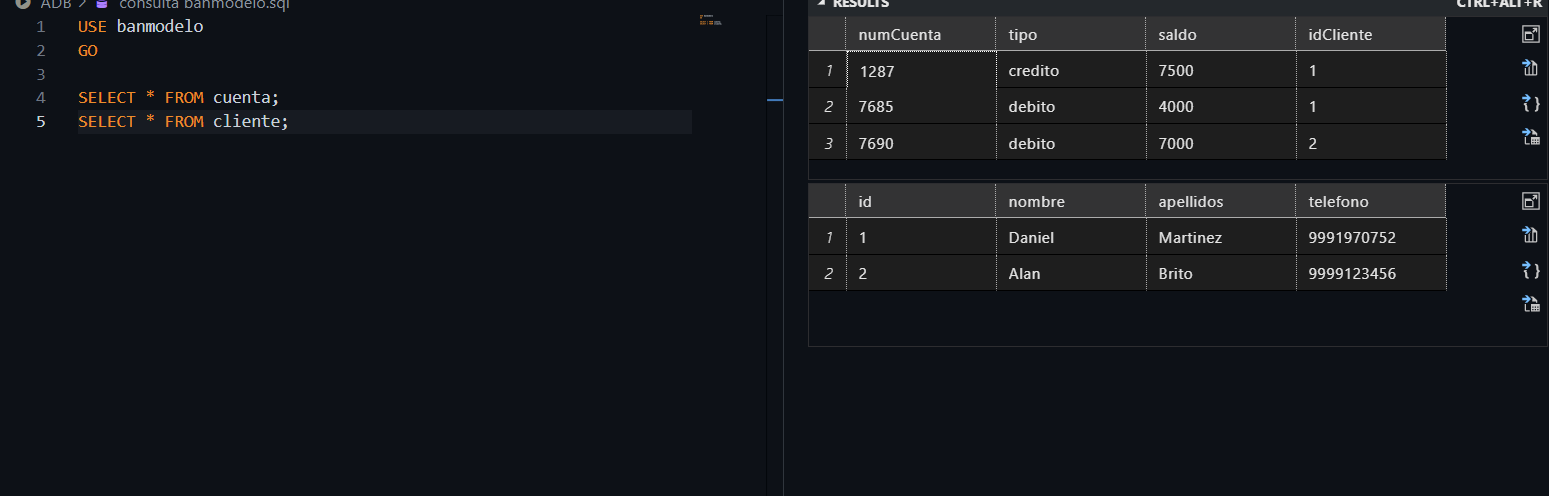 ADB > consulta banmodelo.sql
1 USE banmodelo
2 GO
3
4 SELECT * FROM cuenta;
5 SELECT * FROM cliente;
RESULTS CTRL+ALT+R
numCuenta tipo saldo idCliente
1 1287 credito 7500 1
2 7685 debito 4000 1
3 7690 debito 7000 2
id nombre apellidos telefono
1 1 Daniel Martinez 9991970752
2 2 Alan Brito 9999123456